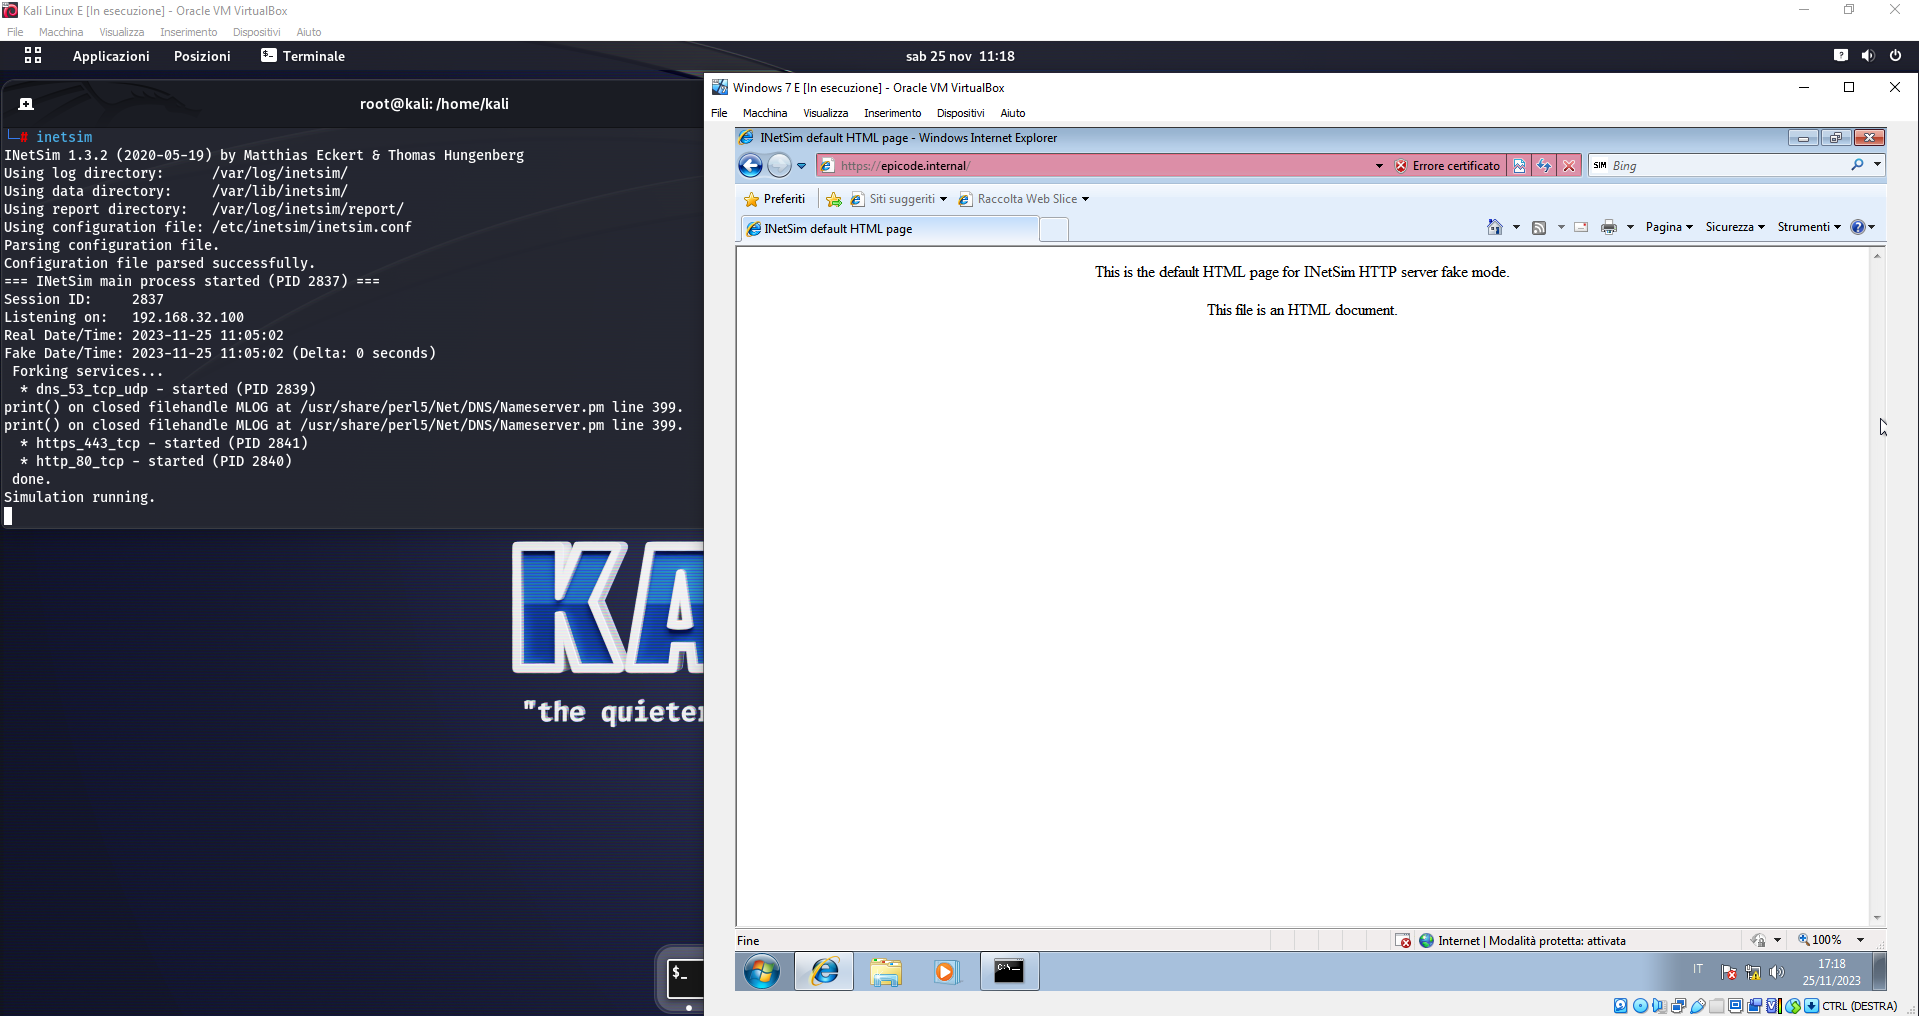 Kali Linux E [In esecuzione] - Oracle VM VirtualBox
File Macchina Visualizza Inserimento Dispositivi Aiuto
Applicazioni Posizioni Terminale sab 25 nov 11:18
root@kali: /home/kali
# inetsim
INetSim 1.3.2 (2020-05-19) by Matthias Eckert & Thomas Hungenberg
Using log directory: /var/log/inetsim/
Using data directory: /var/lib/inetsim/
Using report directory: /var/log/inetsim/report/
Using configuration file: /etc/inetsim/inetsim.conf
Parsing configuration file.
Configuration file parsed successfully.
=== INetSim main process started (PID 2837) ===
Session ID: 2837
Listening on: 192.168.32.100
Real Date/Time: 2023-11-25 11:05:02
Fake Date/Time: 2023-11-25 11:05:02 (Delta: 0 seconds)
Forking services...
* dns_53_tcp_udp - started (PID 2839)
print() on closed filehandle MLOG at /usr/share/perl5/Net/DNS/Nameserver.pm line 399.
print() on closed filehandle MLOG at /usr/share/perl5/Net/DNS/Nameserver.pm line 399.
* https_443_tcp - started (PID 2841)
* http_80_tcp - started (PID 2840)
done.
Simulation running.
KA
"the quieter
$_
Windows 7 E [In esecuzione] - Oracle VM VirtualBox
File Macchina Visualizza Inserimento Dispositivi Aiuto
INetSim default HTML page - Windows Internet Explorer
https://epicode.internal/ Errore certificato SIM Bing
Preferiti Siti suggeriti Raccolta Web Slice
INetSim default HTML page Pagina Sicurezza Strumenti
This is the default HTML page for INetSim HTTP server fake mode.
This file is an HTML document.
Fine Internet | Modalità protetta: attivata 100%
C:\_ IT 17:18
25/11/2023
CTRL (DESTRA)